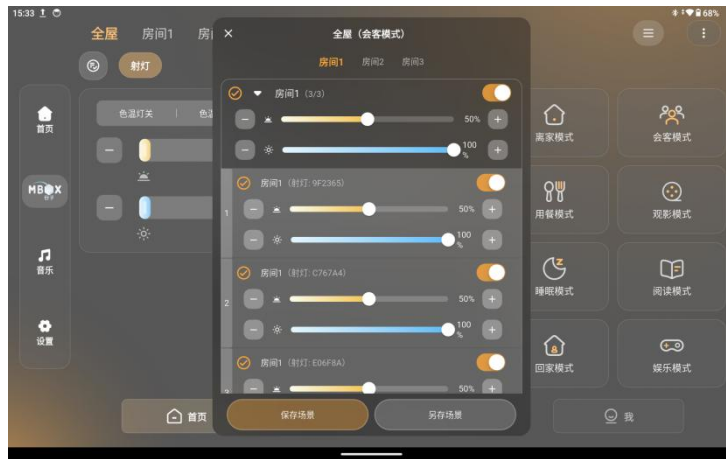 15:33
68%
全屋 房间1 房
射灯
全屋（会客模式）
房间1 房间2 房间3
房间1 (3/3)
50%
100
%
首页
MBOX
音乐
设置
色温灯关
1
房间1（射灯: 9F2365)
50%
100
%
2
房间1（射灯: C767A4)
50%
100
%
3
房间1（射灯: E06F8A)
50%
保存场景
另存场景
离家模式
会客模式
用餐模式
观影模式
睡眠模式
阅读模式
回家模式
娱乐模式
首页
我